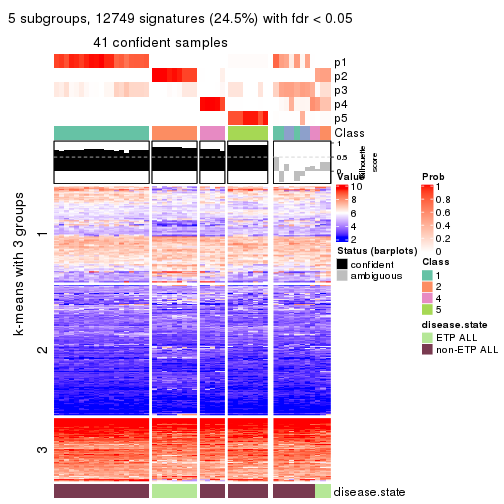 5 subgroups, 12749 signatures (24.5%) with fdr < 0.05
41 confident samples
p1
p2
p3
p4
p5
Class
1
0.5
0
Silhouette
score
k-means with 3 groups
1
2
3
disease.state
Value
10
8
6
4
2
Status (barplots)
confident
ambiguous
Prob
1
0.8
0.6
0.4
0.2
0
Class
1
2
4
5
disease.state
ETP ALL
non-ETP ALL